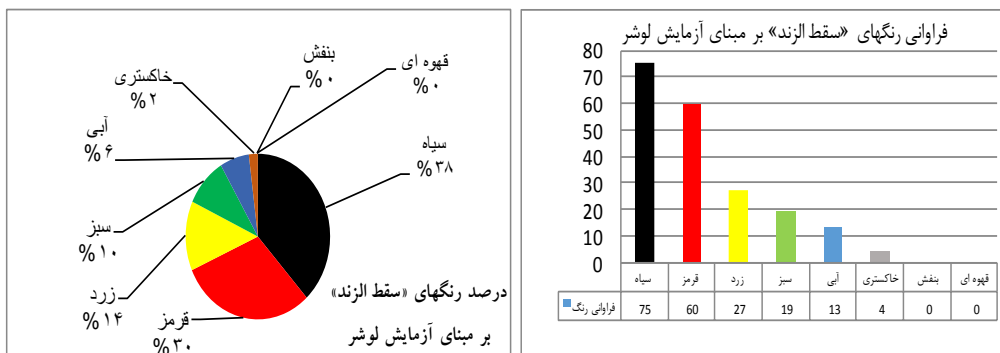 فراوانی رنگهای «سقط الزند» بر مبنای آزمایش لوشر
80
70
60
50
40
30
20
10
0
سیاه قرمز زرد سبز آبی خاکستری بنفش قهوه ای
فراوانی رنگ 75 60 27 19 13 4 0 0
قهوه ای
%۰
بنفش
%۰
خاکستری
%۲
آبی
%۶
سبز
%۱۰
زرد
%۱۴
قرمز
%۳۰
سیاه
%۳۸
درصد رنگهای «سقط الزند»
بر مبنای آزمایش لوشر